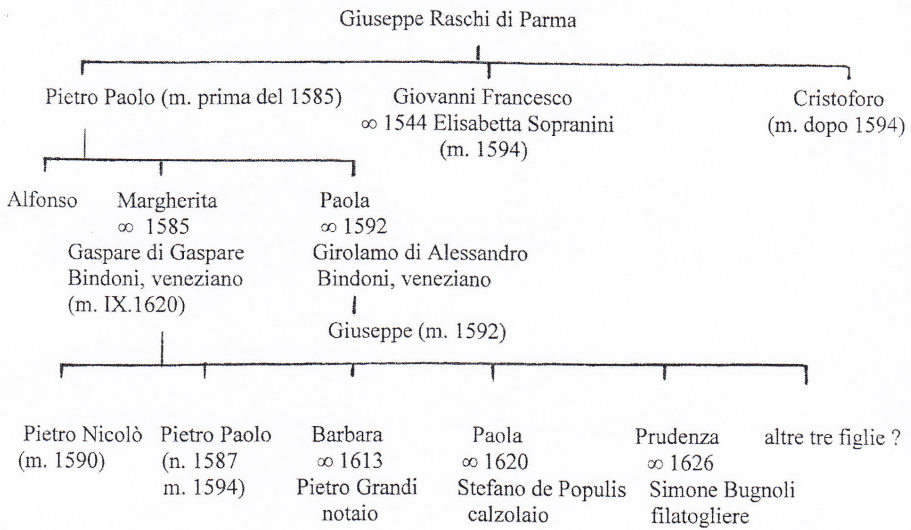 Giuseppe Raschi di Parma
Pietro Paolo (m. prima del 1585)
Giovanni Francesco
∞ 1544 Elisabetta Sopranini
(m. 1594)
Cristoforo
(m. dopo 1594)
Alfonso
Margherita
∞ 1585
Gaspare di Gaspare
Bindoni, veneziano
(m. IX.1620)
Paola
∞ 1592
Girolamo di Alessandro
Bindoni, veneziano
Giuseppe (m. 1592)
Pietro Nicolò
(m. 1590)
Pietro Paolo
(n. 1587
m. 1594)
Barbara
∞ 1613
Pietro Grandi
notaio
Paola
∞ 1620
Stefano de Populis
calzolaio
Prudenza
∞ 1626
Simone Bugnoli
filatogliere
altre tre figlie ?